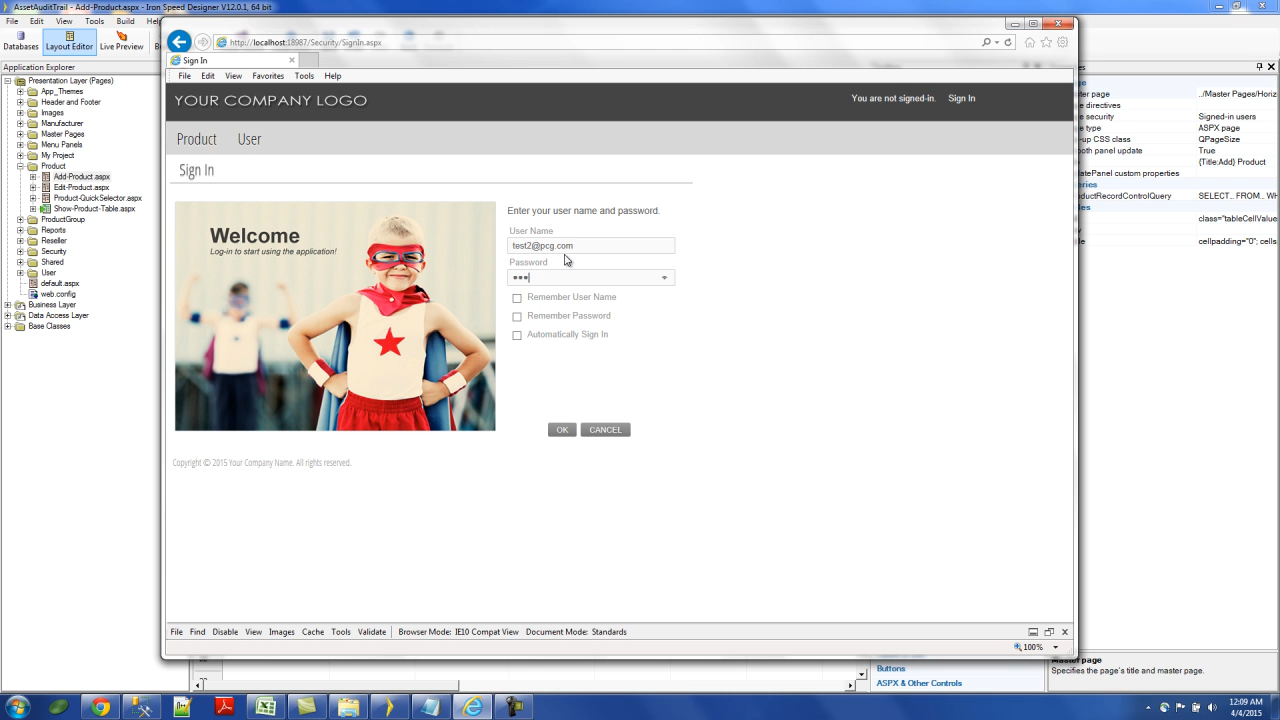 AssetAuditTrail - Add-Product.aspx - Iron Speed Designer V12.0.1, 64 bit
File Edit View Tools Build
Databases Layout Editor Live Preview
Application Explorer
Presentation Layer (Pages)
App_Themes
Header and Footer
Images
Manufacturer
Master Pages
Menu Panels
My Project
Product
Add-Product.aspx
Edit-Product.aspx
Product-QuickSelector.aspx
Show-Product-Table.aspx
ProductGroup
Reports
Reseller
Security
Shared
User
default.aspx
web.config
Business Layer
Data Access Layer
Base Classes
http://localhost:18987/Security/SignIn.aspx
Sign In
File Edit View Favorites Tools Help
YOUR COMPANY LOGO
You are not signed-in. Sign In
Product User
Sign In
Welcome
Log-in to start using the application!
Enter your user name and password.
User Name
test2@pcg.com
Password
Remember User Name
Remember Password
Automatically Sign In
OK CANCEL
Copyright © 2015 Your Company Name. All rights reserved.
File Find Disable View Images Cache Tools Validate Browser Mode: IE10 Compat View Document Mode: Standards
100%
../Master Pages/Horiz
Signed-in users
ASPX page
QPageSize
True
{Title:Add} Product
SELECT... FROM... WH
class="tableCellValue
cellpadding="0"; cells
Buttons
ASPX & Other Controls
Master page
Specifies the page's title and master page.
12:09 AM
4/4/2015